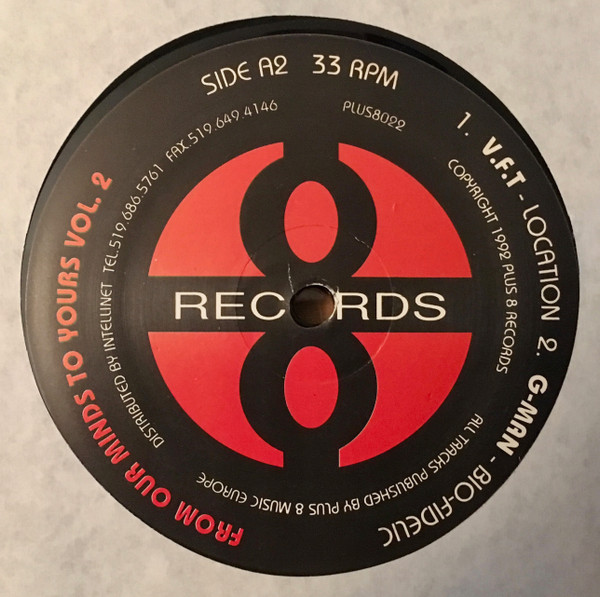 SIDE A2 33 RPM
PLUS8022
1. V.F.T - LOCATION 2. G-MAN - BIO-FIDELIC
COPYRIGHT 1992 PLUS 8 RECORDS
ALL TRACKS PUBLISHED BY PLUS 8 MUSIC EUROPE
FROM OUR MINDS TO YOURS VOL. 2
DISTRIBUTED BY INTELLINET TEL.519.686.5761 FAX.519.649.4146
8
RECORDS